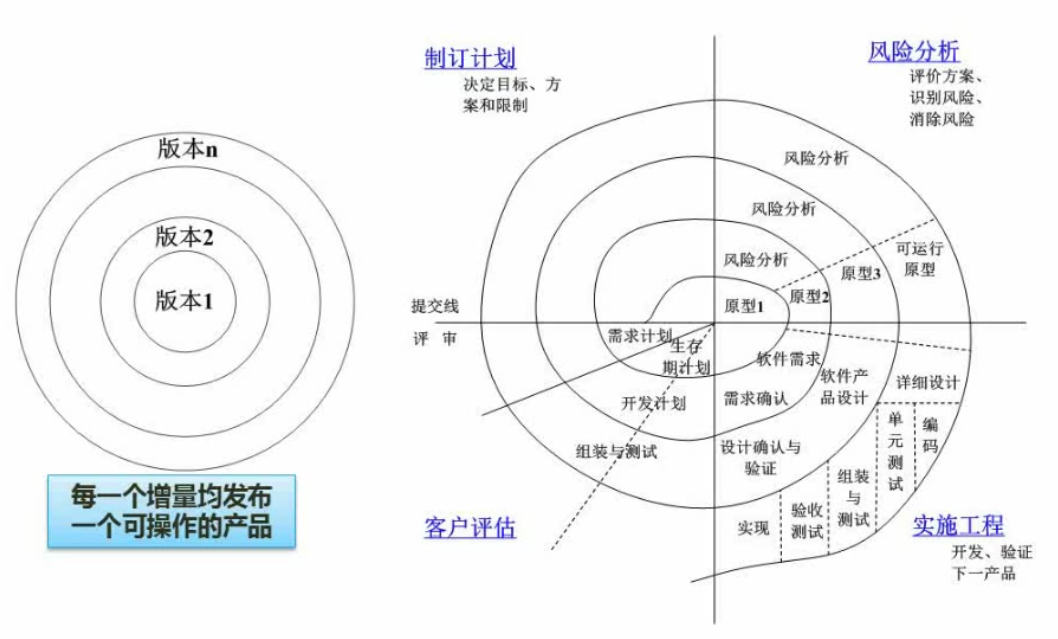 版本n
版本2
版本1
每一个增量均发布
一个可操作的产品
制订计划
决定目标、方
案和限制
风险分析
评价方案、
识别风险、
消除风险
风险分析
风险分析
风险分析
可运行
原型
原型3
原型2
原型1
提交线
评 审
需求计划
生存
期计划
软件需求
软件产
品设计
详细设计
开发计划
需求确认
单
元
测
试
编
码
组装与测试
设计确认与
验证
组装
与
测试
验收
测试
实现
客户评估
实施工程
开发、验证
下一产品